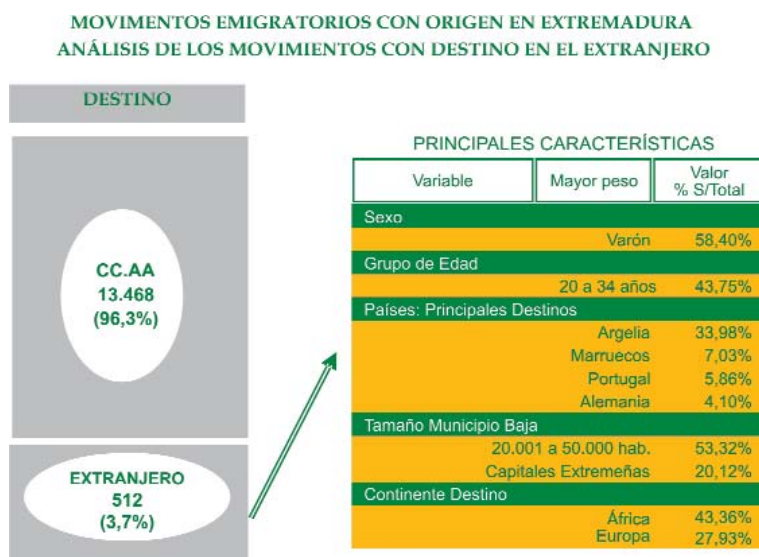 MOVIMENTOS EMIGRATORIOS CON ORIGEN EN EXTREMADURA
ANÁLISIS DE LOS MOVIMIENTOS CON DESTINO EN EL EXTRANJERO
DESTINO
CC.AA
13.468
(96,3%)
EXTRANJERO
512
(3,7%)
PRINCIPALES CARACTERÍSTICAS
Variable Mayor peso Valor
% S/Total
Sexo
Varón 58,40%
Grupo de Edad
20 a 34 años 43,75%
Países: Principales Destinos
Argelia 33,98%
Marruecos 7,03%
Portugal 5,86%
Alemania 4,10%
Tamaño Municipio Baja
20.001 a 50.000 hab. 53,32%
Capitales Extremeñas 20,12%
Continente Destino
África 43,36%
Europa 27,93%